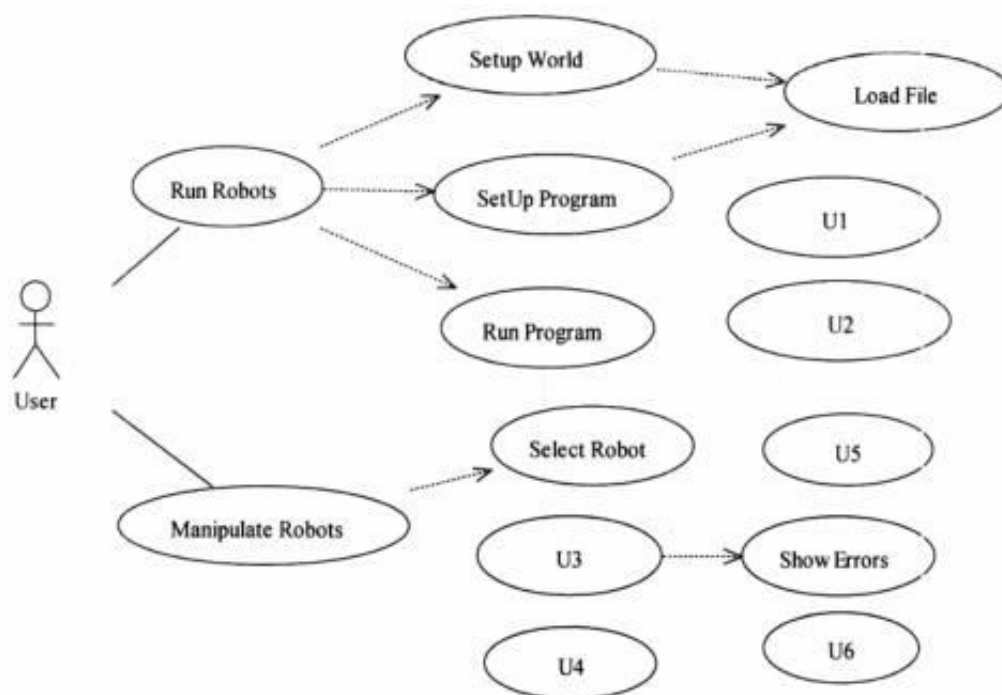 Setup World
Load File
Run Robots
SetUp Program
U1
Run Program
U2
User
Select Robot
U5
Manipulate Robots
U3
Show Errors
U4
U6